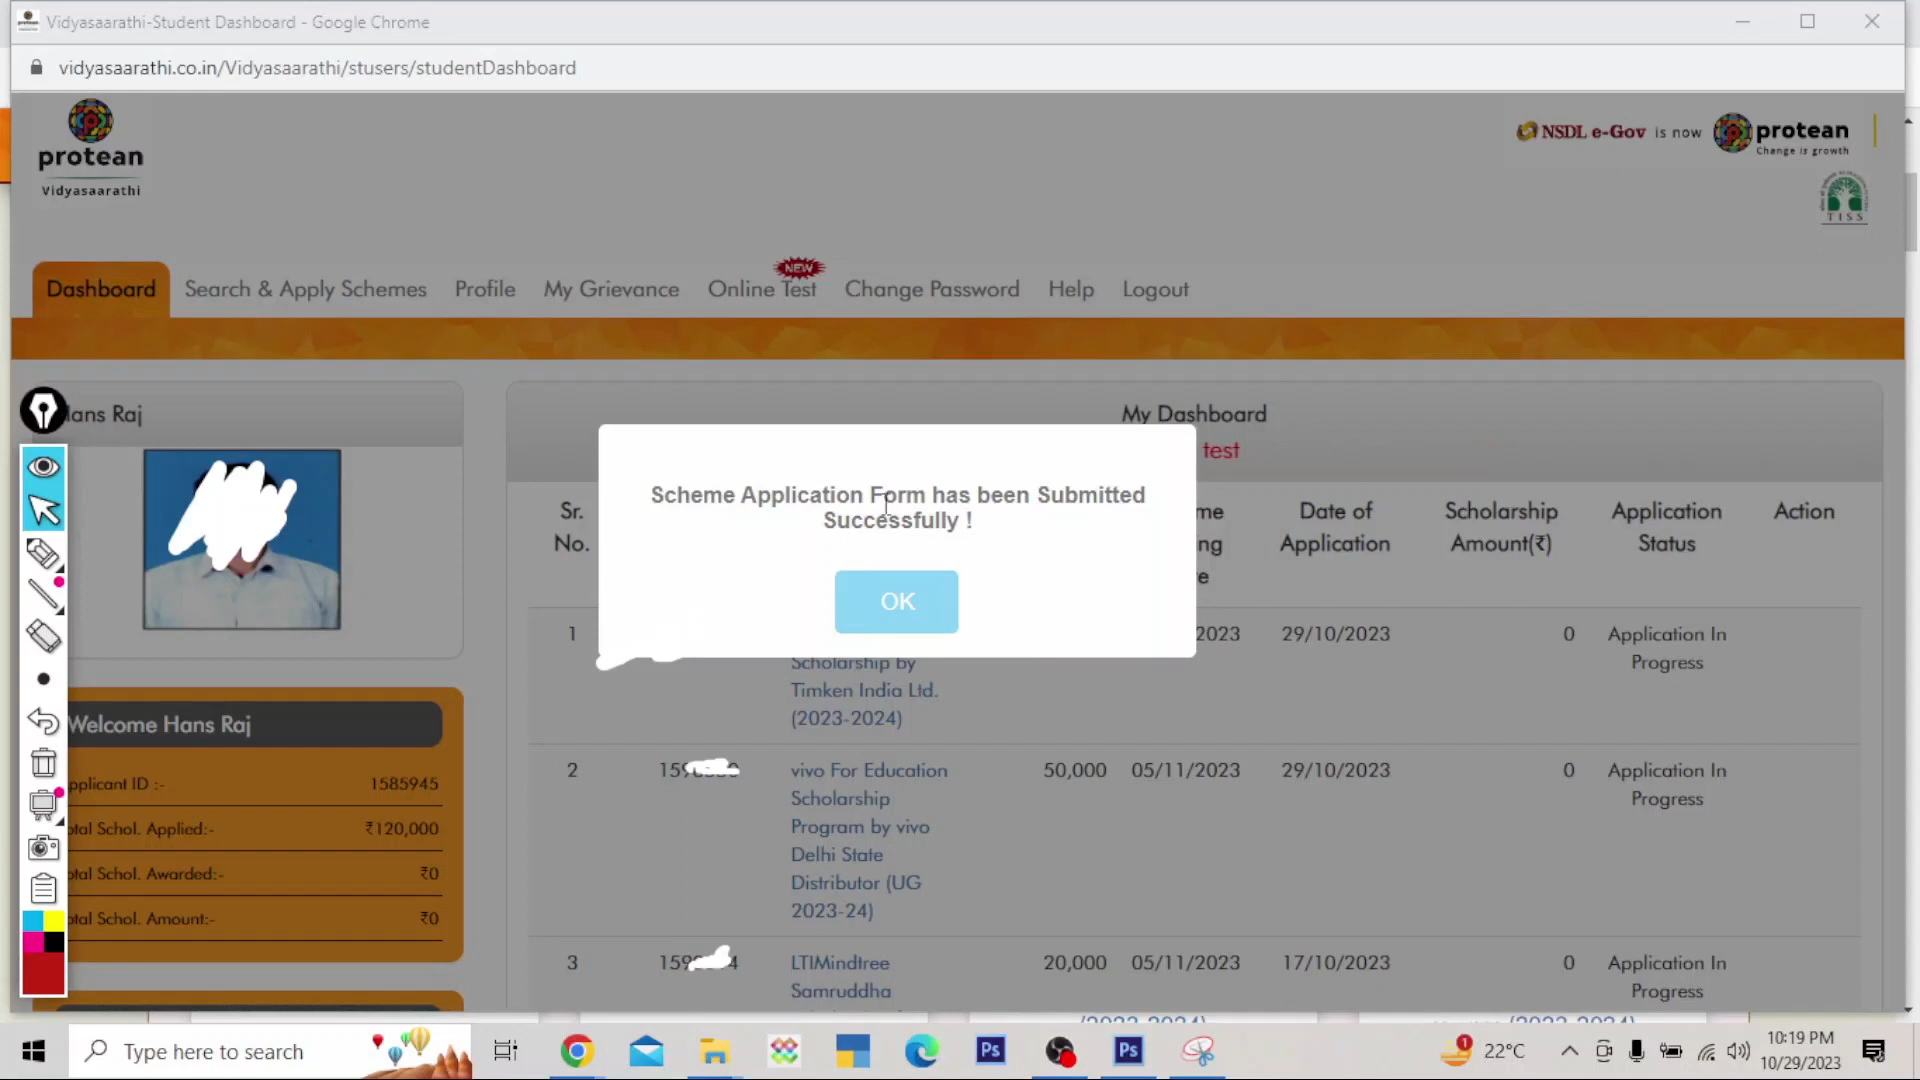 Vidyasaarathi-Student Dashboard - Google Chrome
vidyasaarathi.co.in/Vidyasaarathi/stusers/studentDashboard
protean
Vidyasaarathi
NSDL e-Gov is now protean
Change is growth
TISS
NEW
Dashboard Search & Apply Schemes Profile My Grievance Online Test Change Password Help Logout
Hans Raj
My Dashboard
test
Scheme Application Form has been Submitted
Successfully !
OK
Sr.
No.
Date of
Application
Scholarship
Amount(₹)
Application
Status
Action
1
Scholarship by
Timken India Ltd.
(2023-2024)
2023 29/10/2023 0 Application In
Progress
2 vivo For Education
Scholarship
Program by vivo
Delhi State
Distributor (UG
2023-24)
50,000 05/11/2023 29/10/2023 0 Application In
Progress
3 LTIMindtree
Samruddha
20,000 05/11/2023 17/10/2023 0 Application In
Progress
Welcome Hans Raj
pplicant ID :- 1585945
otal Schol. Applied:- ₹120,000
otal Schol. Awarded:- ₹0
otal Schol. Amount:- ₹0
Type here to search
Ps
Ps
1
22°C
10:19 PM
10/29/2023